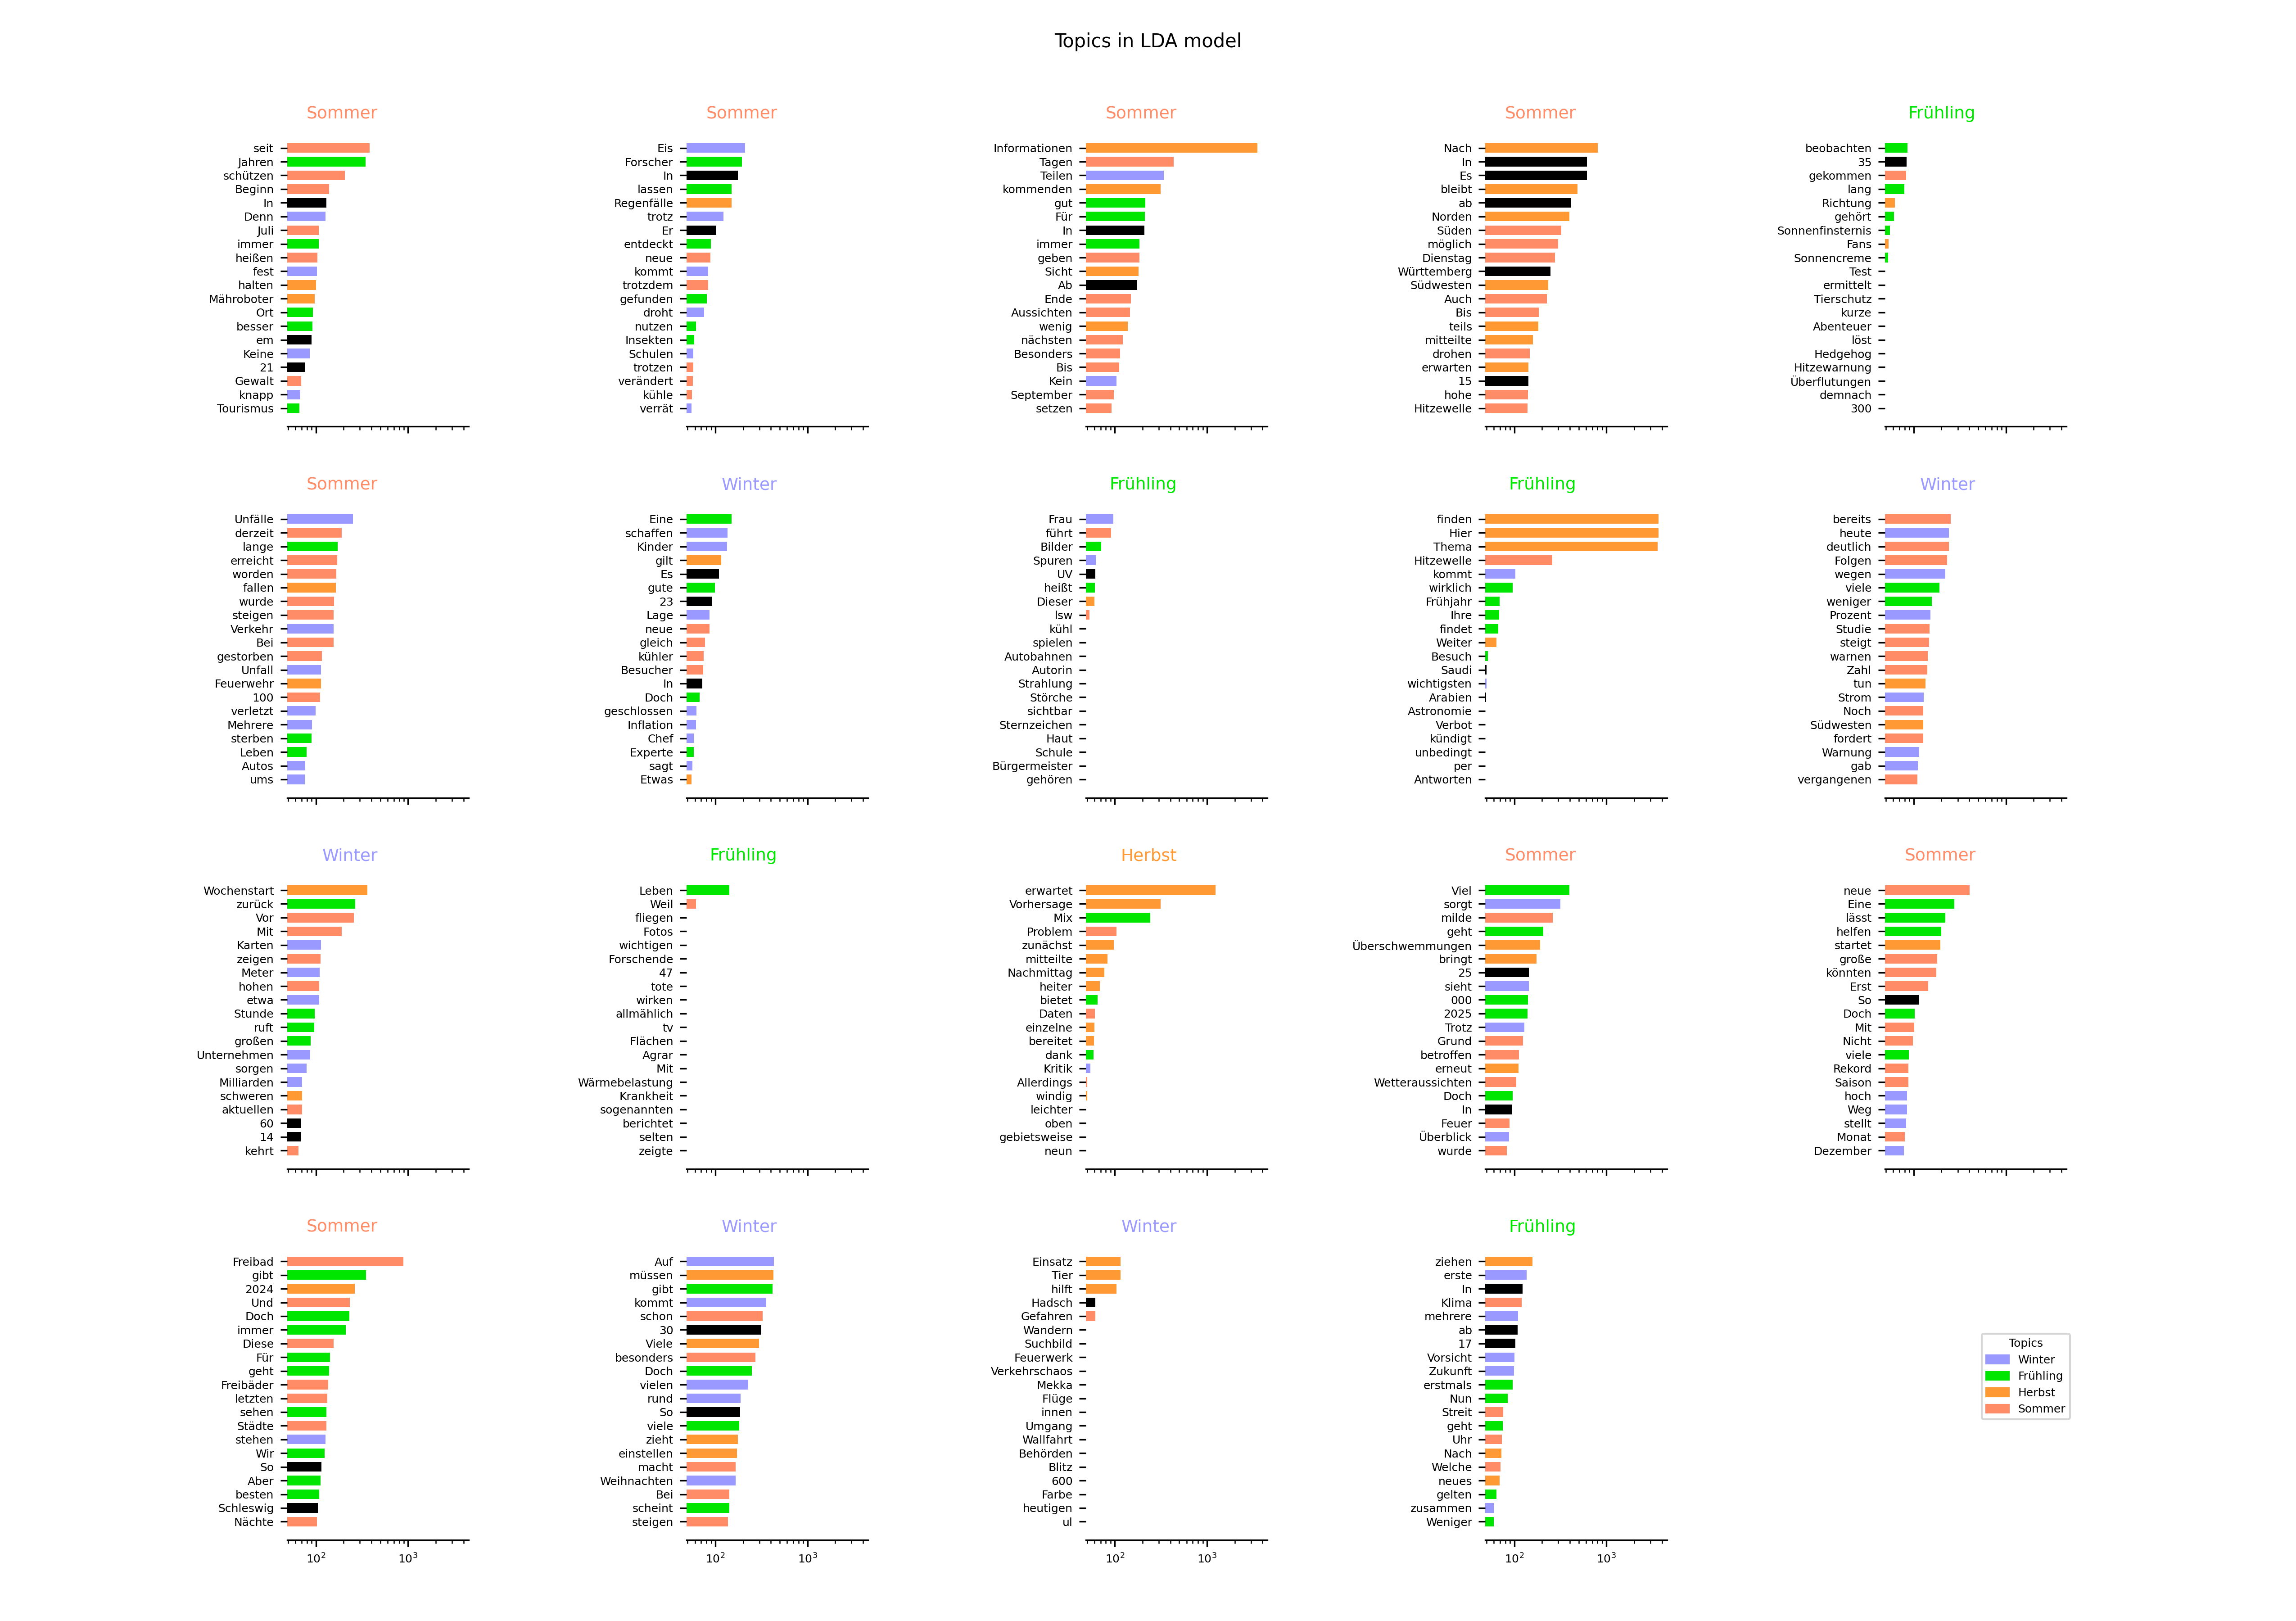 Topics in LDA model
Sommer
seit
Jahren
schützen
Beginn
In
Denn
Juli
immer
heißen
fest
halten
Mähroboter
Ort
besser
em
Keine
21
Gewalt
knapp
Tourismus
Sommer
Eis
Forscher
In
lassen
Regenfälle
trotz
Er
entdeckt
neue
kommt
trotzdem
gefunden
droht
nutzen
Insekten
Schulen
trotzen
verändert
kühle
verrät
Sommer
Informationen
Tagen
Teilen
kommenden
gut
Für
In
immer
geben
Sicht
Ab
Ende
Aussichten
wenig
nächsten
Besonders
Bis
Kein
September
setzen
Sommer
Nach
In
Es
bleibt
ab
Norden
Süden
möglich
Dienstag
Württemberg
Südwesten
Auch
Bis
teils
mitteilte
drohen
erwarten
15
hohe
Hitzewelle
Frühling
beobachten
35
gekommen
lang
Richtung
gehört
Sonnenfinsternis
Fans
Sonnencreme
Test
ermittelt
Tierschutz
kurze
Abenteuer
löst
Hedgehog
Hitzewarnung
Überflutungen
demnach
300
Sommer
Unfälle
derzeit
lange
erreicht
worden
fallen
wurde
steigen
Verkehr
Bei
gestorben
Unfall
Feuerwehr
100
verletzt
Mehrere
sterben
Leben
Autos
ums
Winter
Eine
schaffen
Kinder
gilt
Es
gute
23
Lage
neue
gleich
kühler
Besucher
In
Doch
geschlossen
Inflation
Chef
Experte
sagt
Etwas
Frühling
Frau
führt
Bilder
Spuren
UV
heißt
Dieser
lsw
kühl
spielen
Autobahnen
Autorin
Strahlung
Störche
sichtbar
Sternzeichen
Haut
Schule
Bürgermeister
gehören
Frühling
finden
Hier
Thema
Hitzewelle
kommt
wirklich
Frühjahr
Ihre
findet
Weiter
Besuch
Saudi
wichtigsten
Arabien
Astronomie
Verbot
kündigt
unbedingt
per
Antworten
Winter
bereits
heute
deutlich
Folgen
wegen
viele
weniger
Prozent
Studie
steigt
warnen
Zahl
tun
Strom
Noch
Südwesten
fordert
Warnung
gab
vergangenen
Winter
Wochenstart
zurück
Vor
Mit
Karten
zeigen
Meter
hohen
etwa
Stunde
ruft
großen
Unternehmen
sorgen
Milliarden
schweren
aktuellen
60
14
kehrt
Frühling
Leben
Weil
fliegen
Fotos
wichtigen
Forschende
47
tote
wirken
allmählich
tv
Flächen
Agrar
Mit
Wärmebelastung
Krankheit
sogenannten
berichtet
selten
zeigte
Herbst
erwartet
Vorhersage
Mix
Problem
zunächst
mitteilte
Nachmittag
heiter
bietet
Daten
einzelne
bereitet
dank
Kritik
Allerdings
windig
leichter
oben
gebietsweise
neun
Sommer
Viel
sorgt
milde
geht
Überschwemmungen
bringt
25
sieht
000
2025
Trotz
Grund
betroffen
erneut
Wetteraussichten
Doch
In
Feuer
Überblick
wurde
Sommer
neue
Eine
lässt
helfen
startet
große
könnten
Erst
So
Doch
Mit
Nicht
viele
Rekord
Saison
hoch
Weg
stellt
Monat
Dezember
Sommer
Freibad
gibt
2024
Und
Doch
immer
Diese
Für
geht
Freibäder
letzten
sehen
Städte
stehen
Wir
So
Aber
besten
Schleswig
Nächte
10² 10³
Winter
Auf
müssen
gibt
kommt
schon
30
Viele
besonders
Doch
vielen
rund
So
viele
zieht
einstellen
macht
Weihnachten
Bei
scheint
steigen
10² 10³
Winter
Einsatz
Tier
hilft
Hadsch
Gefahren
Wandern
Suchbild
Feuerwerk
Verkehrschaos
Mekka
Flüge
innen
Umgang
Wallfahrt
Behörden
Blitz
600
Farbe
heutigen
ul
10² 10³
Frühling
ziehen
erste
In
Klima
mehrere
ab
17
Vorsicht
Zukunft
erstmals
Nun
Streit
geht
Uhr
Nach
Welche
neues
gelten
zusammen
Weniger
10² 10³
Topics
Winter
Frühling
Herbst
Sommer